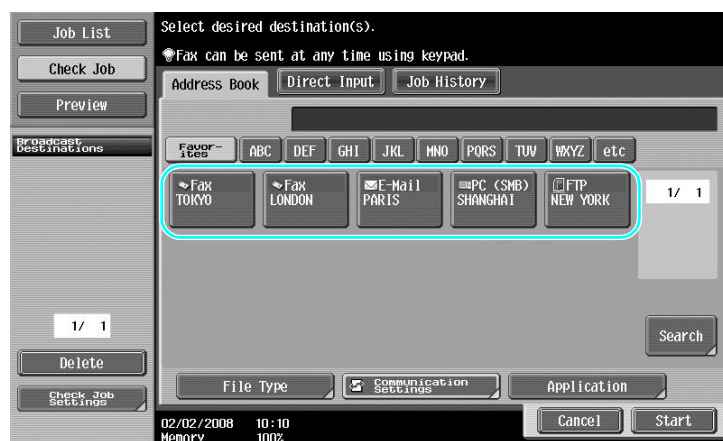 Job List
Check Job
Preview
Broadcast
Destinations
1/ 1
Delete
Check Job
Settings
Select desired destination(s).
Fax can be sent at any time using keypad.
Address Book
Direct Input
Job History
Favor-
ites
ABC
DEF
GHI
JKL
MNO
PQRS
TUV
WXYZ
etc
Fax
TOKYO
Fax
LONDON
E-Mail
PARIS
PC (SMB)
SHANGHAI
FTP
NEW YORK
1/ 1
Search
File Type
Communication
Settings
Application
02/02/2008 10:10
Memory 100%
Cancel
Start